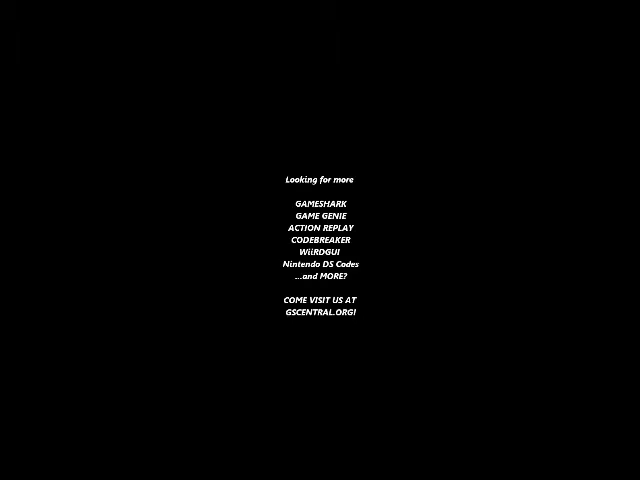 Looking for more
GAMESHARK
GAME GENIE
ACTION REPLAY
CODEBREAKER
WiiRDGUI
Nintendo DS Codes
...and MORE?
COME VISIT US AT
GSCENTRAL.ORG!